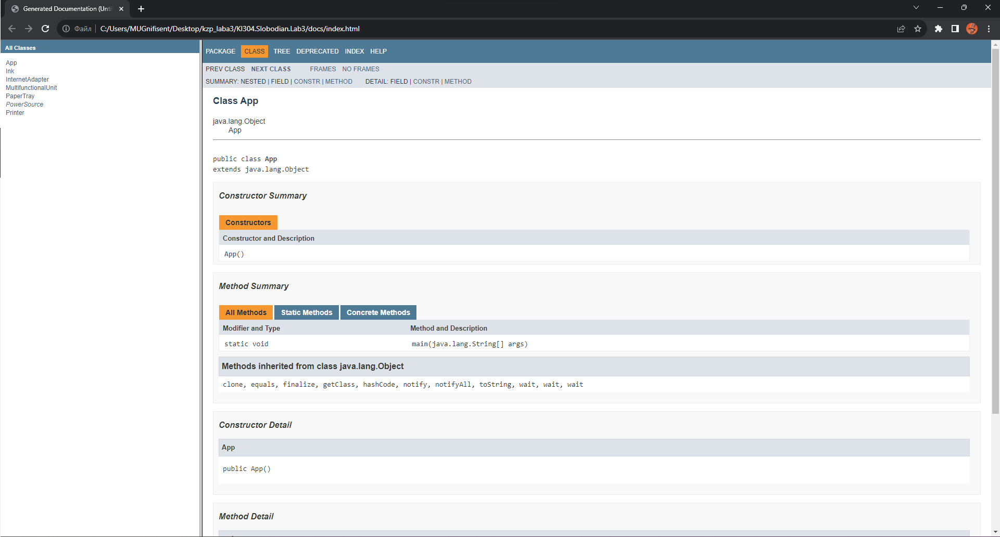 Generated Documentation (Unti
Файл C:/Users/MUGnifisent/Desktop/kzp_laba3/KI304.Slobodian.Lab3/docs/index.html
All Classes
App
Ink
InternetAdapter
MultifunctionalUnit
PaperTray
PowerSource
Printer
PACKAGE CLASS TREE DEPRECATED INDEX HELP
PREV CLASS NEXT CLASS FRAMES NO FRAMES
SUMMARY: NESTED | FIELD | CONSTR | METHOD DETAIL: FIELD | CONSTR | METHOD
Class App
java.lang.Object
App
public class App
extends java.lang.Object
Constructor Summary
Constructors
Constructor and Description
App()
Method Summary
All Methods Static Methods Concrete Methods
Modifier and Type Method and Description
static void main(java.lang.String[] args)
Methods inherited from class java.lang.Object
clone, equals, finalize, getClass, hashCode, notify, notifyAll, toString, wait, wait, wait
Constructor Detail
App
public App()
Method Detail